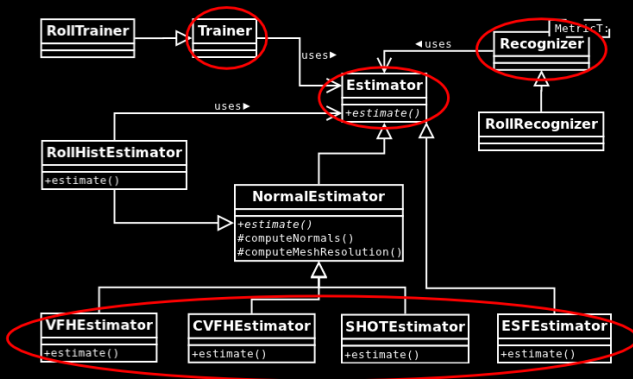 RollTrainer
Trainer
MetricT:
Recognizer
uses►
◄uses
Estimator
+estimate()
uses►
RollRecognizer
RollHistEstimator
+estimate()
NormalEstimator
+estimate()
#computeNormals()
#computeMeshResolution()
VFHEstimator
+estimate()
CVFHEstimator
+estimate()
SHOTEstimator
+estimate()
ESFEstimator
+estimate()